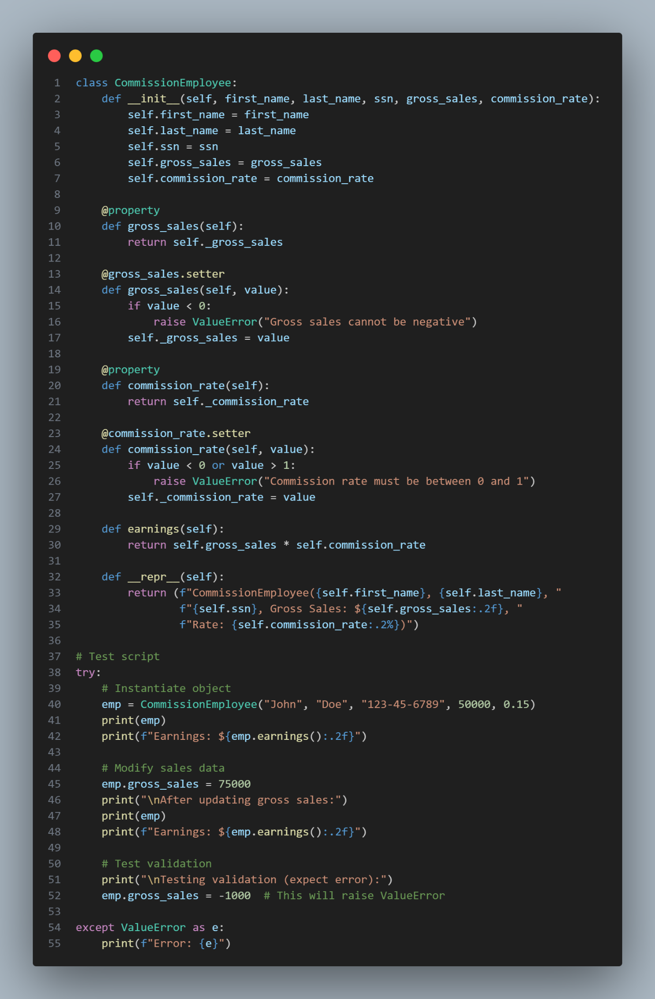 1 class CommissionEmployee:
2     def __init__(self, first_name, last_name, ssn, gross_sales, commission_rate):
3         self.first_name = first_name
4         self.last_name = last_name
5         self.ssn = ssn
6         self.gross_sales = gross_sales
7         self.commission_rate = commission_rate
8
9     @property
10     def gross_sales(self):
11         return self._gross_sales
12
13     @gross_sales.setter
14     def gross_sales(self, value):
15         if value < 0:
16             raise ValueError("Gross sales cannot be negative")
17         self._gross_sales = value
18
19     @property
20     def commission_rate(self):
21         return self._commission_rate
22
23     @commission_rate.setter
24     def commission_rate(self, value):
25         if value < 0 or value > 1:
26             raise ValueError("Commission rate must be between 0 and 1")
27         self._commission_rate = value
28
29     def earnings(self):
30         return self.gross_sales * self.commission_rate
31
32     def __repr__(self):
33         return (f"CommissionEmployee({self.first_name}, {self.last_name}, "
34                 f"{self.ssn}, Gross Sales: ${self.gross_sales:.2f}, "
35                 f"Rate: {self.commission_rate:.2%})")
36
37 # Test script
38 try:
39     # Instantiate object
40     emp = CommissionEmployee("John", "Doe", "123-45-6789", 50000, 0.15)
41     print(emp)
42     print(f"Earnings: ${emp.earnings():.2f}")
43
44     # Modify sales data
45     emp.gross_sales = 75000
46     print("\nAfter updating gross sales:")
47     print(emp)
48     print(f"Earnings: ${emp.earnings():.2f}")
49
50     # Test validation
51     print("\nTesting validation (expect error):")
52     emp.gross_sales = -1000  # This will raise ValueError
53
54 except ValueError as e:
55     print(f"Error: {e}")